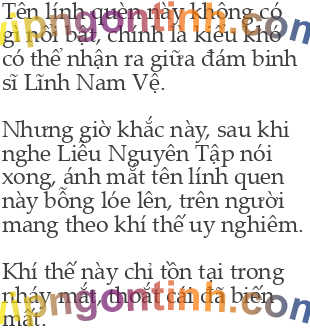 Tên lính quèn này không có
gì nổi bật, chính là kiểu khó
có thể nhận ra giữa đám binh
sĩ Lĩnh Nam Vệ.
Nhưng giờ khắc này, sau khi
nghe Liễu Nguyên Tập nói
xong, ánh mắt tên lính quen
này bỗng lóe lên, trên người
mang theo khí thế uy nghiêm.
Khí thế này chỉ tồn tại trong
nháy mắt, thoắt cái đã biến
mất.
vipngontinh.com
vipngontinh.com